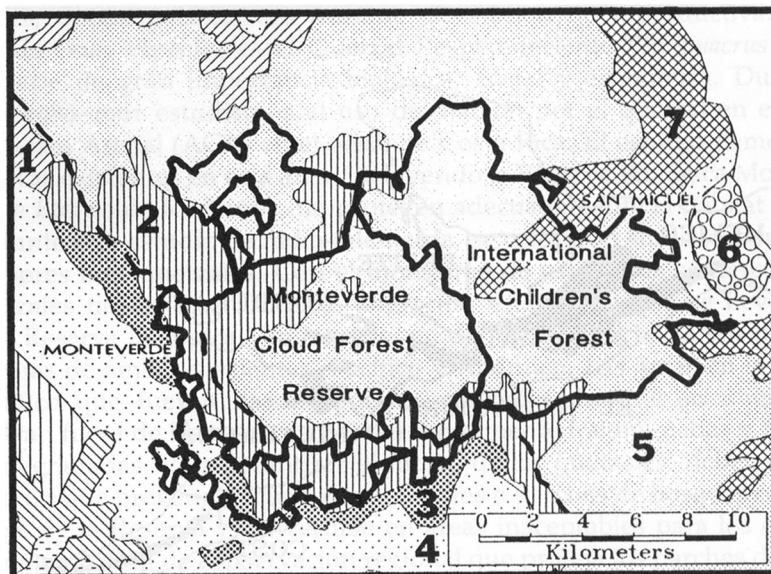 1
2
7
SAN MIGUEL
6
International
Children's
Forest
Monteverde
Cloud Forest
Reserve
MONTEVERDE
5
3
4
0 2 4 6 8 10
Kilometers